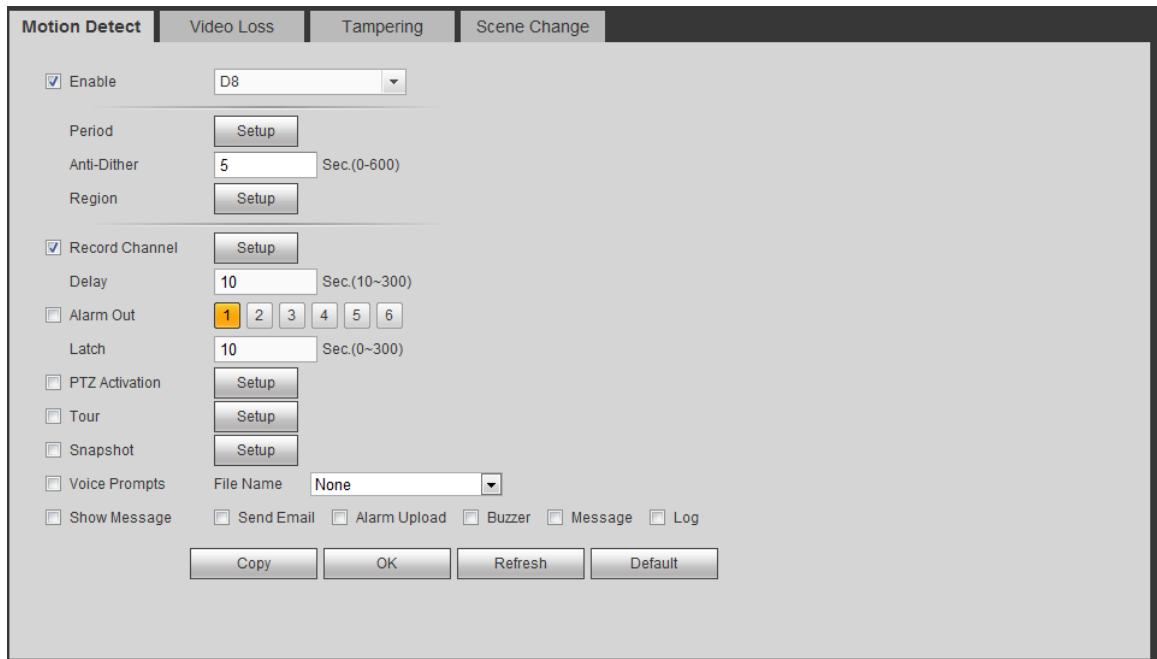 Motion Detect Video Loss Tampering Scene Change
Enable D8
Period Setup
Anti-Dither 5 Sec.(0-600)
Region Setup
Record Channel Setup
Delay 10 Sec.(10~300)
Alarm Out 1 2 3 4 5 6
Latch 10 Sec.(0~300)
PTZ Activation Setup
Tour Setup
Snapshot Setup
Voice Prompts File Name None
Show Message Send Email Alarm Upload Buzzer Message Log
Copy OK Refresh Default